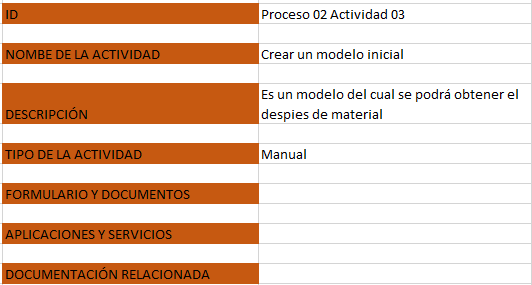 ID Proceso 02 Actividad 03
NOMBE DE LA ACTIVIDAD Crear un modelo inicial
DESCRIPCIÓN Es un modelo del cual se podrá obtener el
despies de material
TIPO DE LA ACTIVIDAD Manual
FORMULARIO Y DOCUMENTOS
APLICACIONES Y SERVICIOS
DOCUMENTACIÓN RELACIONADA